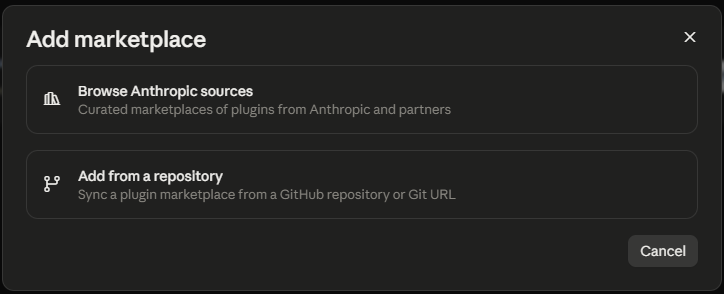 Add marketplace
Browse Anthropic sources
Curated marketplaces of plugins from Anthropic and partners
Add from a repository
Sync a plugin marketplace from a GitHub repository or Git URL
Cancel